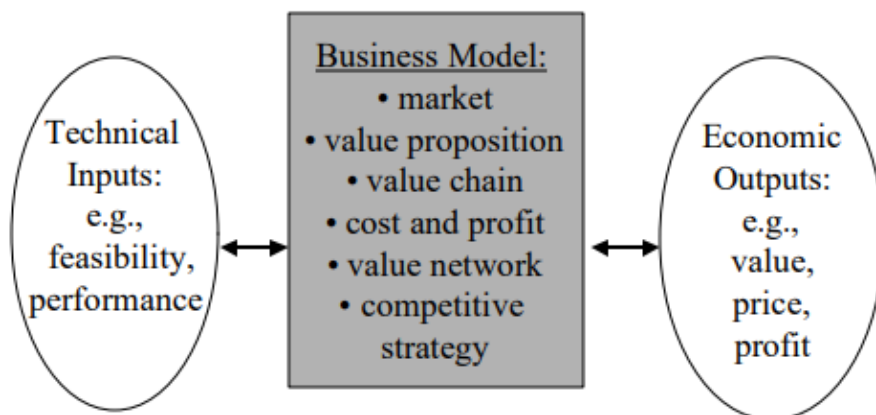 Technical
Inputs:
e.g.,
feasibility,
performance
Business Model:
• market
• value proposition
• value chain
• cost and profit
• value network
• competitive
strategy
Economic
Outputs:
e.g.,
value,
price,
profit